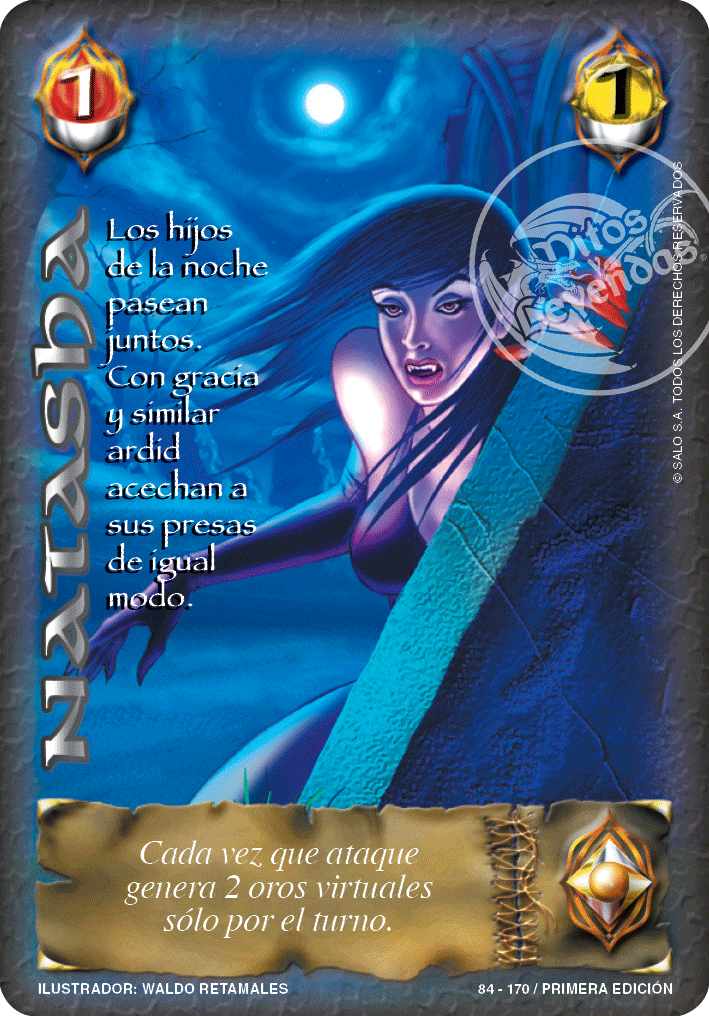 1
1
NATASHA
Los hijos
de la noche
pasean
juntos.
Con gracia
y similar
ardid
acechan a
sus presas
de igual
modo.
Mitos
y
Leyendas®
© SALO S.A. TODOS LOS DERECHOS RESERVADOS
Cada vez que ataque
genera 2 oros virtuales
sólo por el turno.
ILUSTRADOR: WALDO RETAMALES
84 - 170 / PRIMERA EDICIÓN